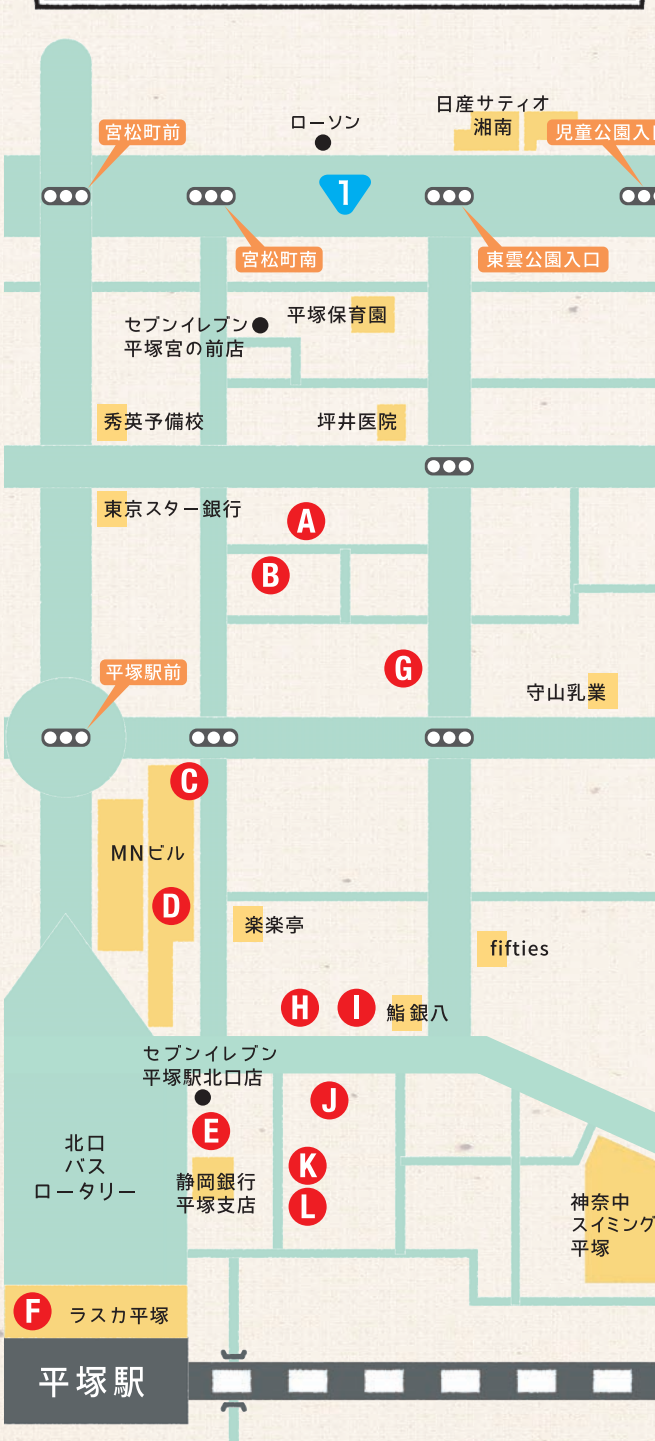 日産サティオ
湘南
ローソン
宮松町前
児童公園入
1
宮松町南
東雲公園入口
セブンイレブン
平塚宮の前店
平塚保育園
秀英予備校
坪井医院
東京スター銀行
A
B
G
平塚駅前
守山乳業
C
MNビル
D
楽楽亭
fifties
H
I
鮨銀八
セブンイレブン
平塚駅北口店
J
E
北口
バス
ロータリー
静岡銀行
平塚支店
K
L
神奈中
スイミング
平塚
F
ラスカ平塚
平塚駅